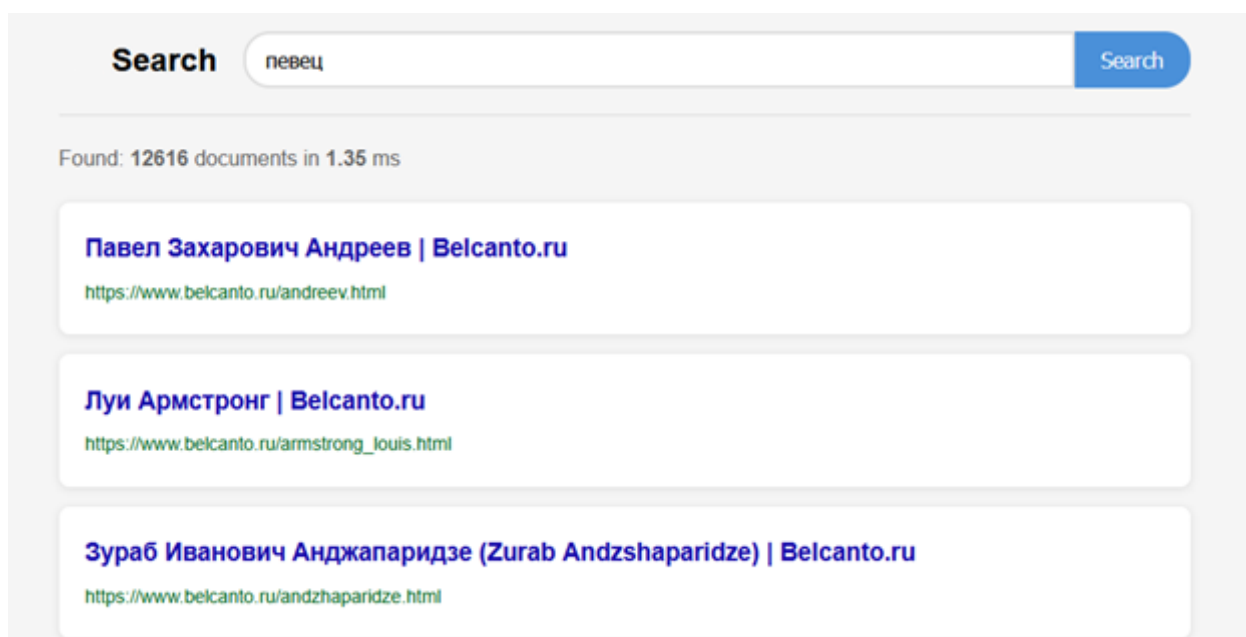 Search певец Search
Found: 12616 documents in 1.35 ms
Павел Захарович Андреев | Belcanto.ru
https://www.belcanto.ru/andreev.html
Луи Армстронг | Belcanto.ru
https://www.belcanto.ru/armstrong_louis.html
Зураб Иванович Анджапаридзе (Zurab Andzshaparidze) | Belcanto.ru
https://www.belcanto.ru/andzhaparidze.html